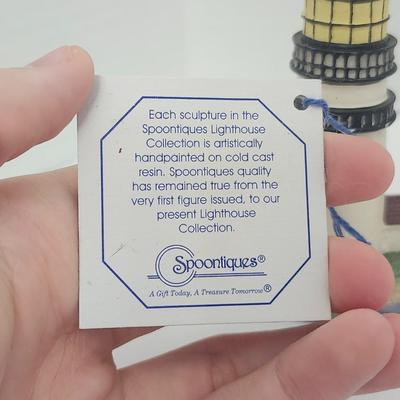 Each sculpture in the
Spoontiques Lighthouse
Collection is artistically
handpainted on cold cast
resin. Spoontiques quality
has remained true from the
very first figure issued, to our
present Lighthouse
Collection.
Spoontiques®
A Gift Today, A Treasure Tomorrow®